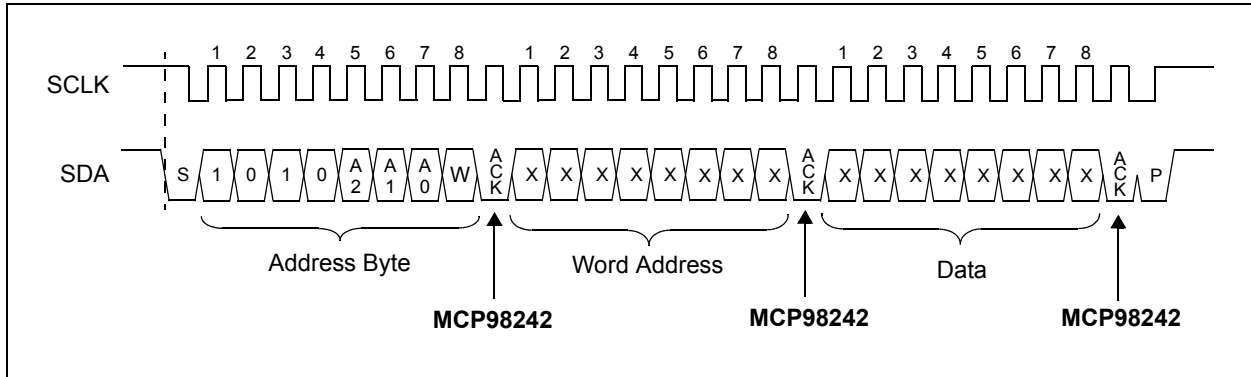 1 2 3 4 5 6 7 8 1 2 3 4 5 6 7 8 1 2 3 4 5 6 7 8
SCLK
SDA S 1 0 1 0 A2 A1 A0 W ACK X X X X X X X X ACK X X X X X X X X ACK P
Address Byte Word Address Data
MCP98242 MCP98242 MCP98242